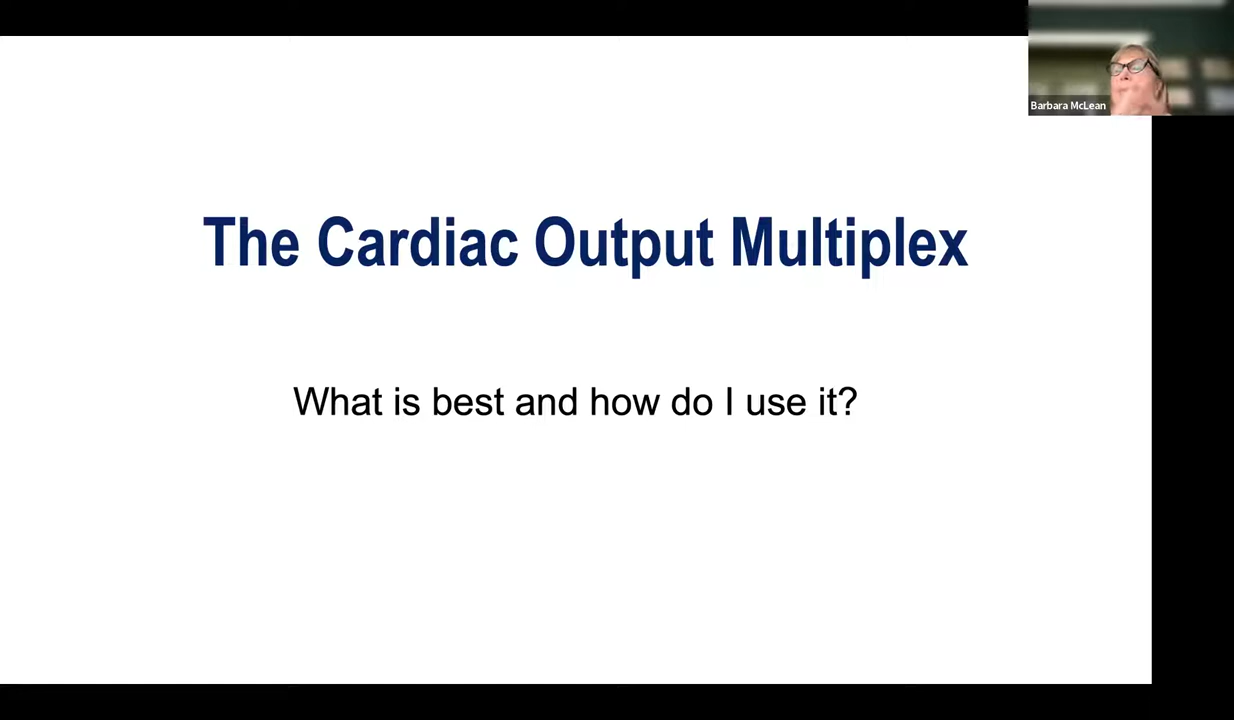 Barbara McLean
The Cardiac Output Multiplex
What is best and how do I use it?